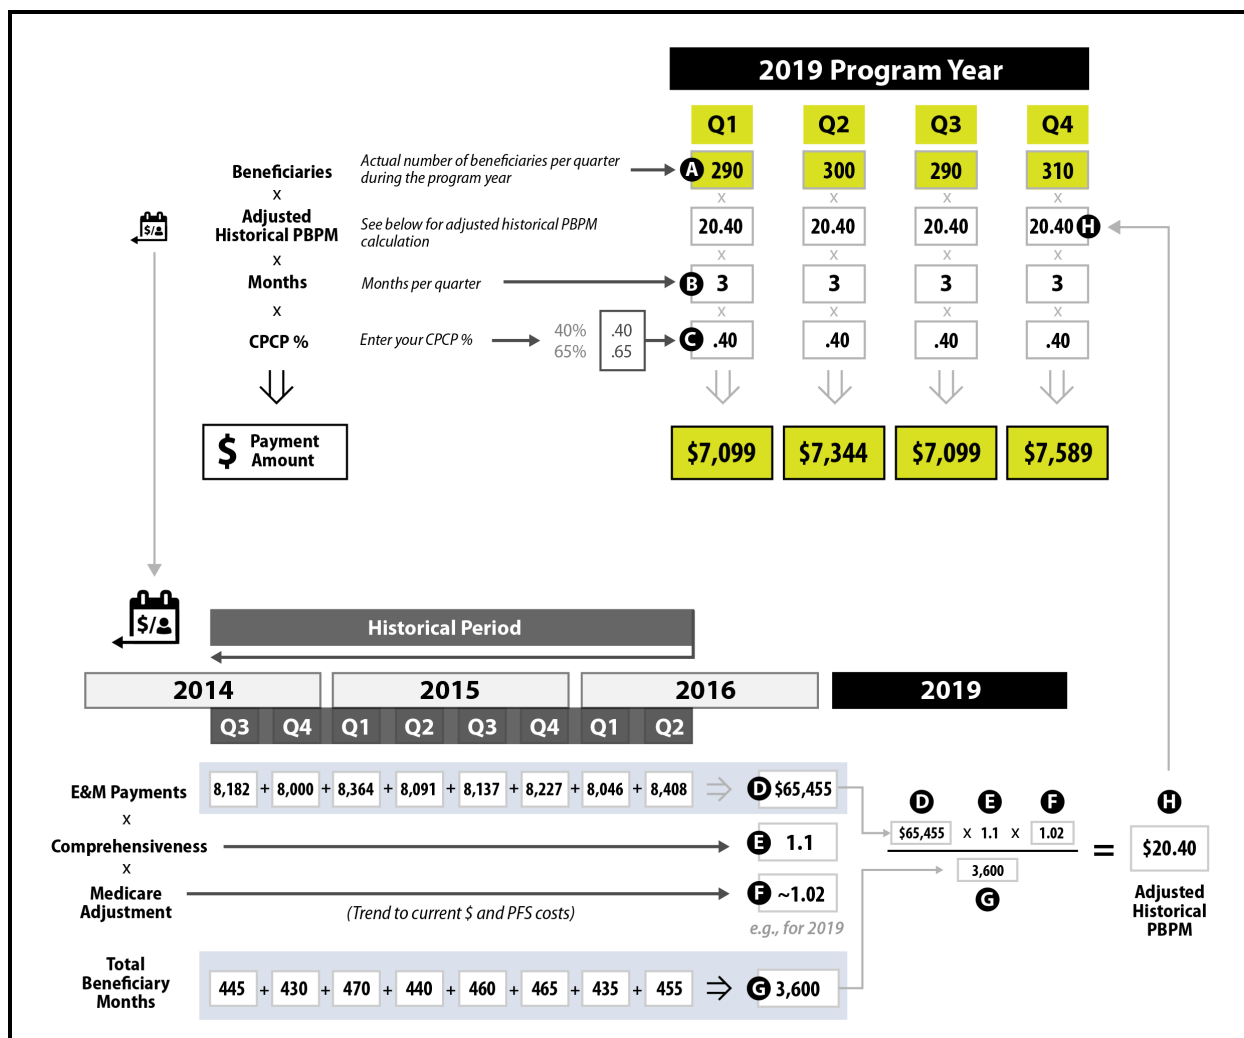 2019 Program Year
Q1 Q2 Q3 Q4
Beneficiaries
Actual number of beneficiaries per quarter
during the program year
A 290 300 290 310
x x x x x
Adjusted
Historical PBPM
See below for adjusted historical PBPM
calculation
20.40 20.40 20.40 20.40 H
x x x x x
Months
Months per quarter
B 3 3 3 3
x x x x x
CPCP %
Enter your CPCP %
40% .40
65% .65
C .40 .40 .40 .40
$ Payment
Amount
$7,099 $7,344 $7,099 $7,589
$/
$/
Historical Period
2014 2015 2016 2019
Q3 Q4 Q1 Q2 Q3 Q4 Q1 Q2
E&M Payments
8,182 + 8,000 + 8,364 + 8,091 + 8,137 + 8,227 + 8,046 + 8,408
D $65,455
x
Comprehensiveness
E 1.1
x
Medicare
Adjustment
(Trend to current $ and PFS costs)
F ~1.02
e.g., for 2019
Total
Beneficiary
Months
445 + 430 + 470 + 440 + 460 + 465 + 435 + 455
G 3,600
D E F
$65,455 x 1.1 x 1.02
3,600
G
=
H
$20.40
Adjusted
Historical
PBPM